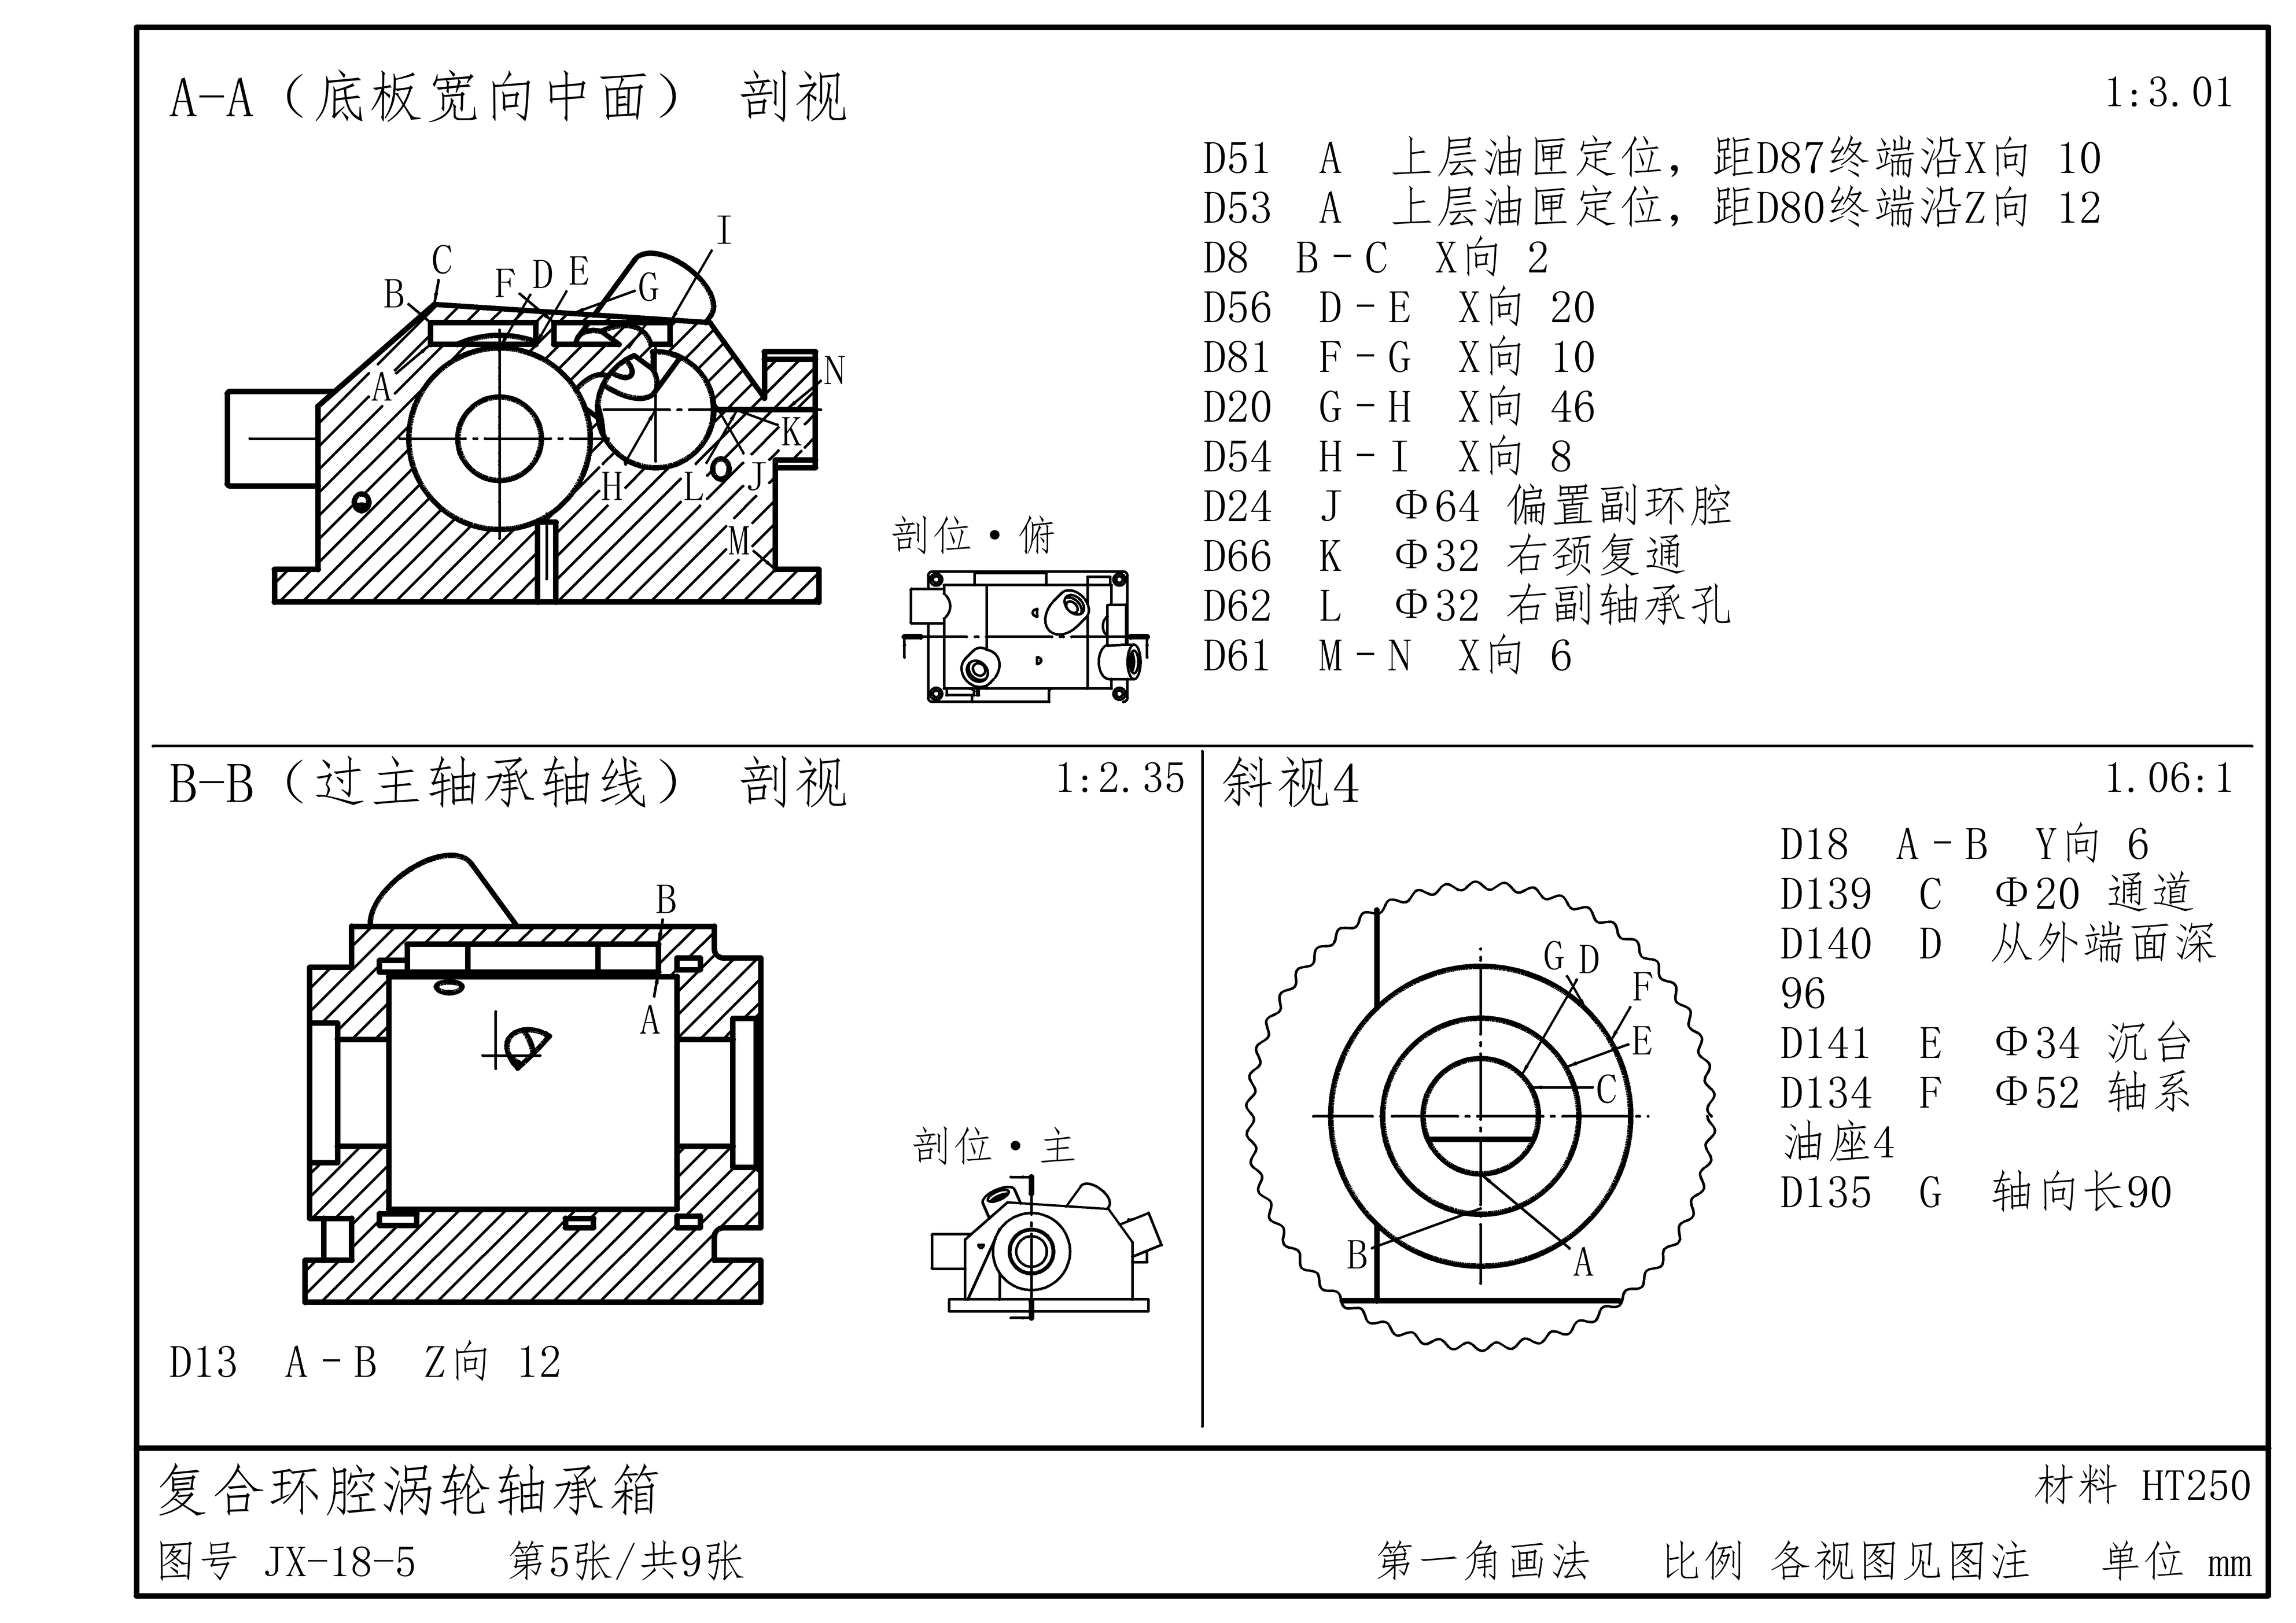 A-A（底板宽向中面） 剖视
1:3.01
D51 A 上层油匣定位，距D87终端沿X向 10
D53 A 上层油匣定位，距D80终端沿Z向 12
D8 B-C X向 2
D56 D-E X向 20
D81 F-G X向 10
D20 G-H X向 46
D54 H-I X向 8
D24 J Φ64 偏置副环腔
D66 K Φ32 右颈复通
D62 L Φ32 右副轴承孔
D61 M-N X向 6
I
C
D
E
F
G
B
A
N
K
H
L
J
M
剖位·俯
B-B（过主轴承轴线） 剖视
1:2.35
B
A
剖位·主
D13 A-B Z向 12
斜视4
1.06:1
G
D
F
E
C
B
A
D18 A-B Y向 6
D139 C Φ20 通道
D140 D 从外端面深
96
D141 E Φ34 沉台
D134 F Φ52 轴系
油座4
D135 G 轴向长90
复合环腔涡轮轴承箱
材料 HT250
图号 JX-18-5 第5张/共9张
第一角画法 比例 各视图见图注 单位 mm